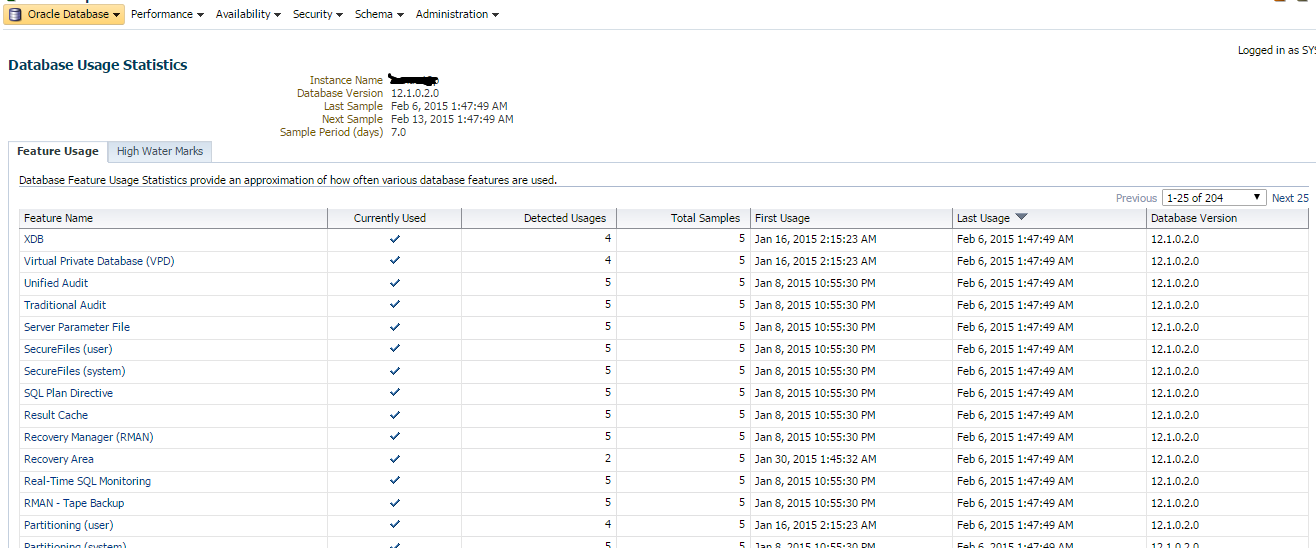 Oracle Database Performance Availability Security Schema Administration
Logged in as SYS
Database Usage Statistics
Instance Name
Database Version 12.1.0.2.0
Last Sample Feb 6, 2015 1:47:49 AM
Next Sample Feb 13, 2015 1:47:49 AM
Sample Period (days) 7.0
Feature Usage High Water Marks
Database Feature Usage Statistics provide an approximation of how often various database features are used.
Previous 1-25 of 204 Next 25
Feature Name Currently Used Detected Usages Total Samples First Usage Last Usage Database Version
XDB 4 5 Jan 16, 2015 2:15:23 AM Feb 6, 2015 1:47:49 AM 12.1.0.2.0
Virtual Private Database (VPD) 4 5 Jan 16, 2015 2:15:23 AM Feb 6, 2015 1:47:49 AM 12.1.0.2.0
Unified Audit 5 5 Jan 8, 2015 10:55:30 PM Feb 6, 2015 1:47:49 AM 12.1.0.2.0
Traditional Audit 5 5 Jan 8, 2015 10:55:30 PM Feb 6, 2015 1:47:49 AM 12.1.0.2.0
Server Parameter File 5 5 Jan 8, 2015 10:55:30 PM Feb 6, 2015 1:47:49 AM 12.1.0.2.0
SecureFiles (user) 5 5 Jan 8, 2015 10:55:30 PM Feb 6, 2015 1:47:49 AM 12.1.0.2.0
SecureFiles (system) 5 5 Jan 8, 2015 10:55:30 PM Feb 6, 2015 1:47:49 AM 12.1.0.2.0
SQL Plan Directive 5 5 Jan 8, 2015 10:55:30 PM Feb 6, 2015 1:47:49 AM 12.1.0.2.0
Result Cache 5 5 Jan 8, 2015 10:55:30 PM Feb 6, 2015 1:47:49 AM 12.1.0.2.0
Recovery Manager (RMAN) 5 5 Jan 8, 2015 10:55:30 PM Feb 6, 2015 1:47:49 AM 12.1.0.2.0
Recovery Area 2 5 Jan 30, 2015 1:45:32 AM Feb 6, 2015 1:47:49 AM 12.1.0.2.0
Real-Time SQL Monitoring 5 5 Jan 8, 2015 10:55:30 PM Feb 6, 2015 1:47:49 AM 12.1.0.2.0
RMAN - Tape Backup 5 5 Jan 8, 2015 10:55:30 PM Feb 6, 2015 1:47:49 AM 12.1.0.2.0
Partitioning (user) 4 5 Jan 16, 2015 2:15:23 AM Feb 6, 2015 1:47:49 AM 12.1.0.2.0
Partitioning (system) 5 5 Jan 8, 2015 10:55:30 PM Feb 6, 2015 1:47:49 AM 12.1.0.2.0